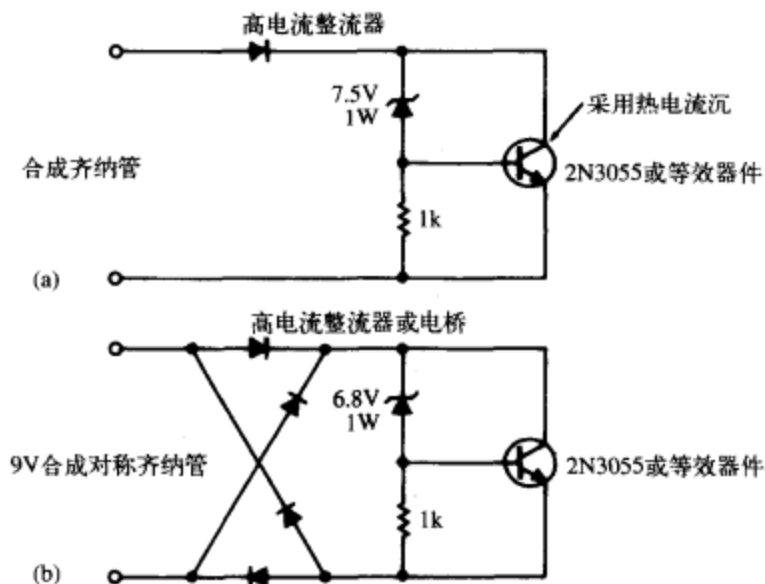 高电流整流器
7.5V
1W
采用热电流沉
合成齐纳管
2N3055或等效器件
1k
(a)
高电流整流器或电桥
6.8V
1W
9V合成对称齐纳管
2N3055或等效器件
1k
(b)